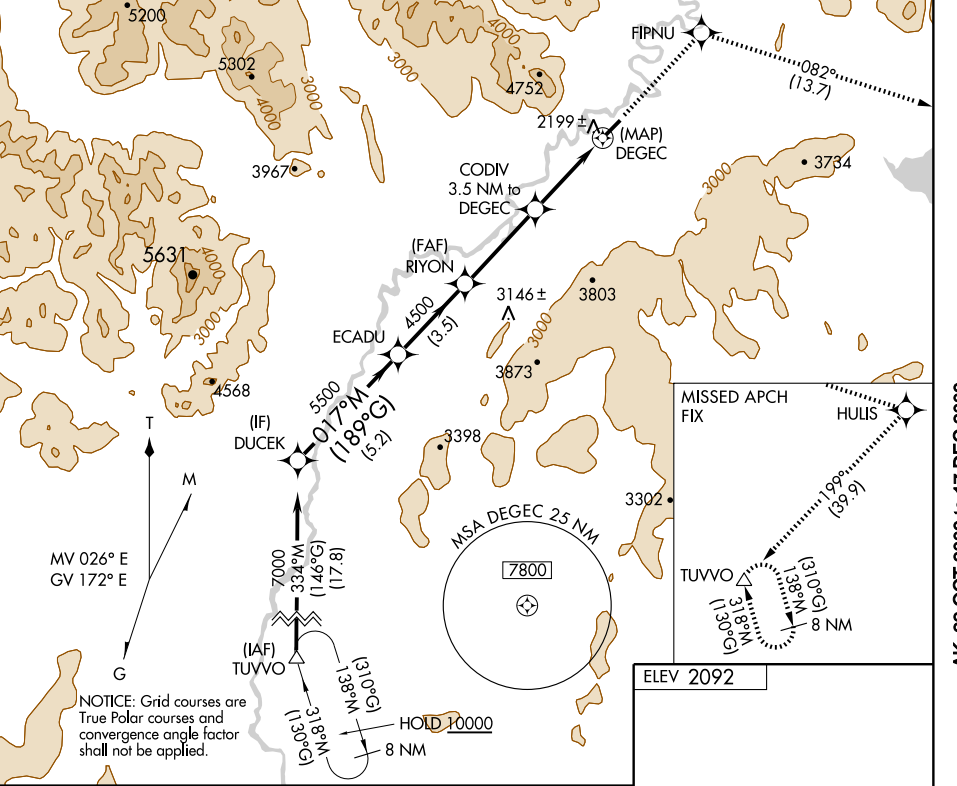 5200
5302
4000
3000
3000
4752
FIPNU
082°
(13.7)
2199±
(MAP)
DEGEC
3967
CODIV
3.5 NM to
DEGEC
3000
3734
5631
4000
3000
(FAF)
RIYON
3146±
3803
3000
4500
(3.5)
ECADU
3873
4568
5500
017°M
(189°G)
(5.2)
(IF)
DUCEK
3398
3302
MISSED APCH
FIX
HULIS
199°
(39.9)
TUVVO
(310°G)
138°M
318°M
(130°G)
8 NM
T
M
MV 026° E
GV 172° E
G
7000
334°M
(146°G)
(17.8)
MSA DEGEC 25 NM
7800
(IAF)
TUVVO
(310°G)
138°M
318°M
(130°G)
HOLD 10000
8 NM
ELEV 2092
NOTICE: Grid courses are
True Polar courses and
convergence angle factor
shall not be applied.